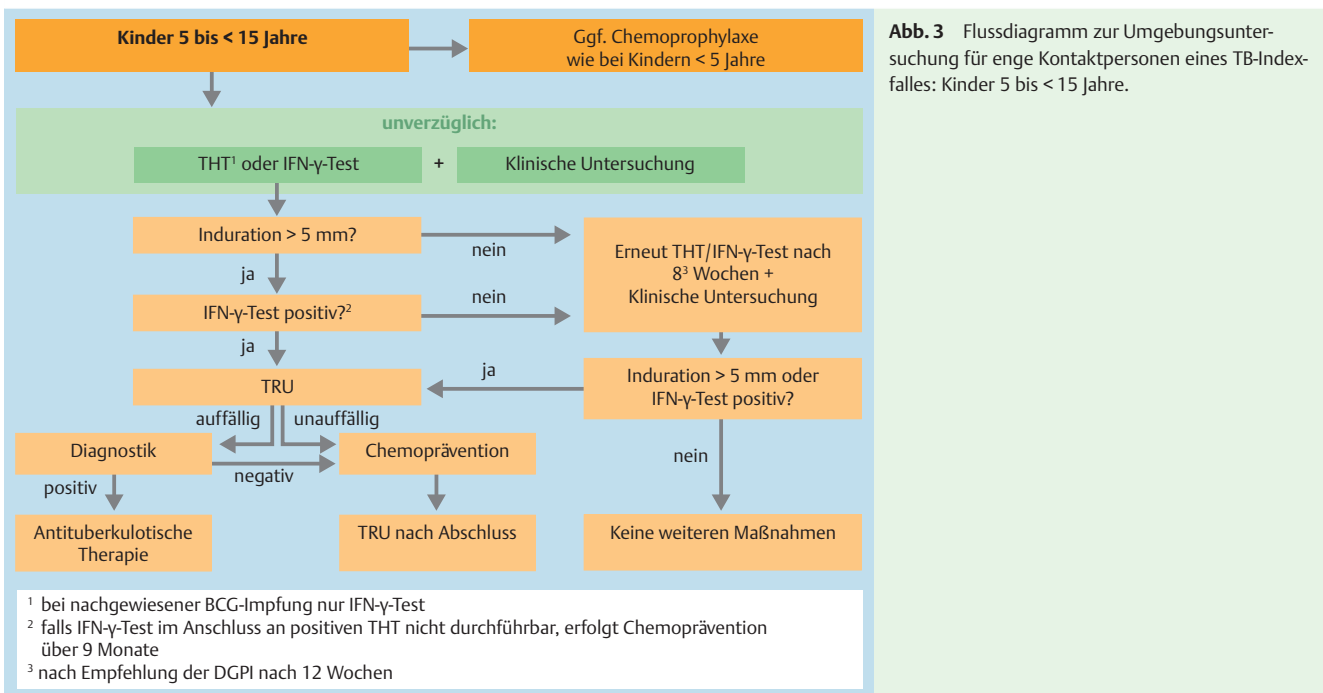 Kinder 5 bis < 15 Jahre
Ggf. Chemoprophylaxe
wie bei Kindern < 5 Jahre
unverzüglich:
THT¹ oder IFN-γ-Test
+
Klinische Untersuchung
Induration > 5 mm?
nein
Erneut THT/IFN-γ-Test nach
8³ Wochen +
Klinische Untersuchung
ja
IFN-γ-Test positiv?²
nein
ja
TRU
ja
Induration > 5 mm oder
IFN-γ-Test positiv?
auffällig
unauffällig
Diagnostik
Chemoprävention
negativ
nein
positiv
Antituberkulotische
Therapie
TRU nach Abschluss
Keine weiteren Maßnahmen
¹ bei nachgewiesener BCG-Impfung nur IFN-γ-Test
² falls IFN-γ-Test im Anschluss an positiven THT nicht durchführbar, erfolgt Chemoprävention
über 9 Monate
³ nach Empfehlung der DGPI nach 12 Wochen
Abb. 3 Flussdiagramm zur Umgebungsunter-
suchung für enge Kontaktpersonen eines TB-Index-
falles: Kinder 5 bis < 15 Jahre.